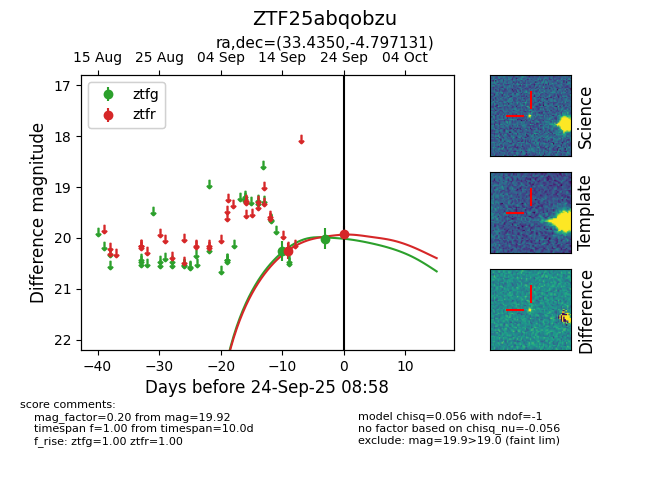 ZTF25abqobzu
ra,dec=(33.4350,-4.797131)
15 Aug 25 Aug 04 Sep 14 Sep 24 Sep 04 Oct
17
18
19
20
21
22
Difference magnitude
ztfg
ztfr
−40 −30 −20 −10 0 10
Days before 24-Sep-25 08:58
Science
Template
Difference
score comments:
mag_factor=0.20 from mag=19.92
timespan f=1.00 from timespan=10.0d
f_rise: ztfg=1.00 ztfr=1.00
model chisq=0.056 with ndof=-1
no factor based on chisq_nu=-0.056
exclude: mag=19.9>19.0 (faint lim)